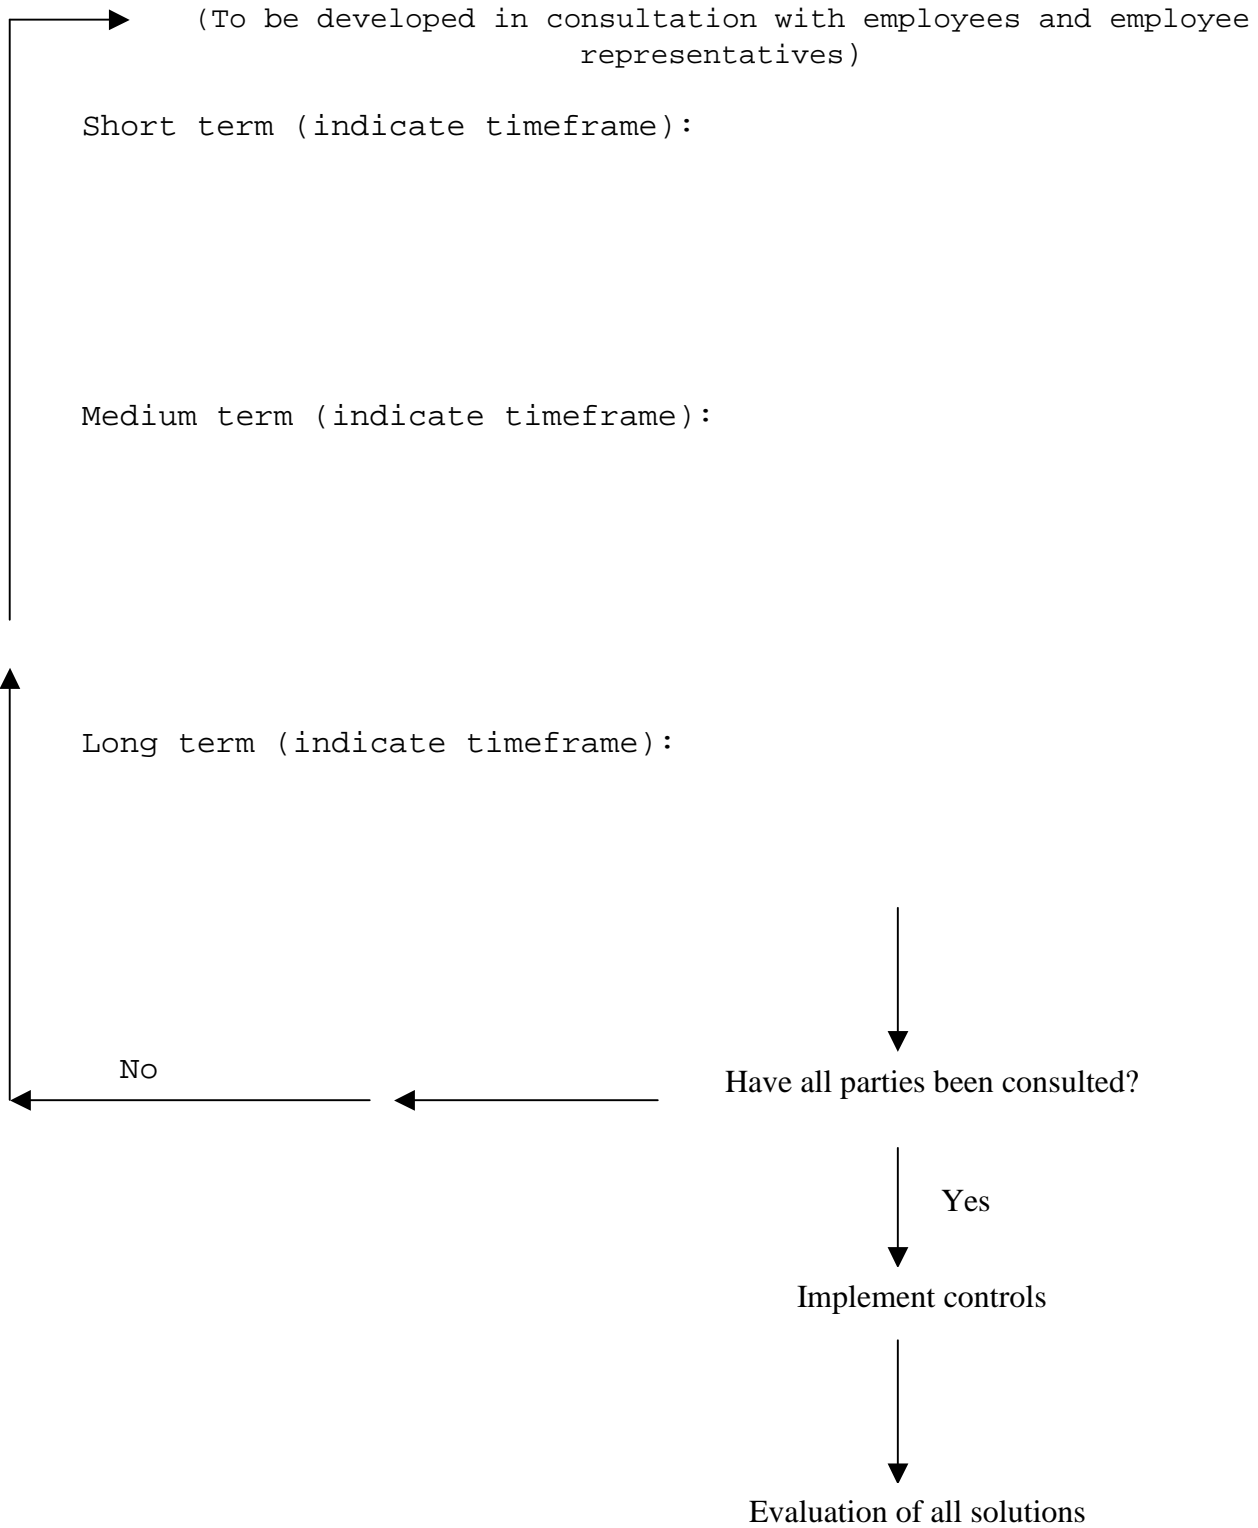 (To be developed in consultation with employees and employee
representatives)
Short term (indicate timeframe):
Medium term (indicate timeframe):
Long term (indicate timeframe):
No
Have all parties been consulted?
Yes
Implement controls
Evaluation of all solutions